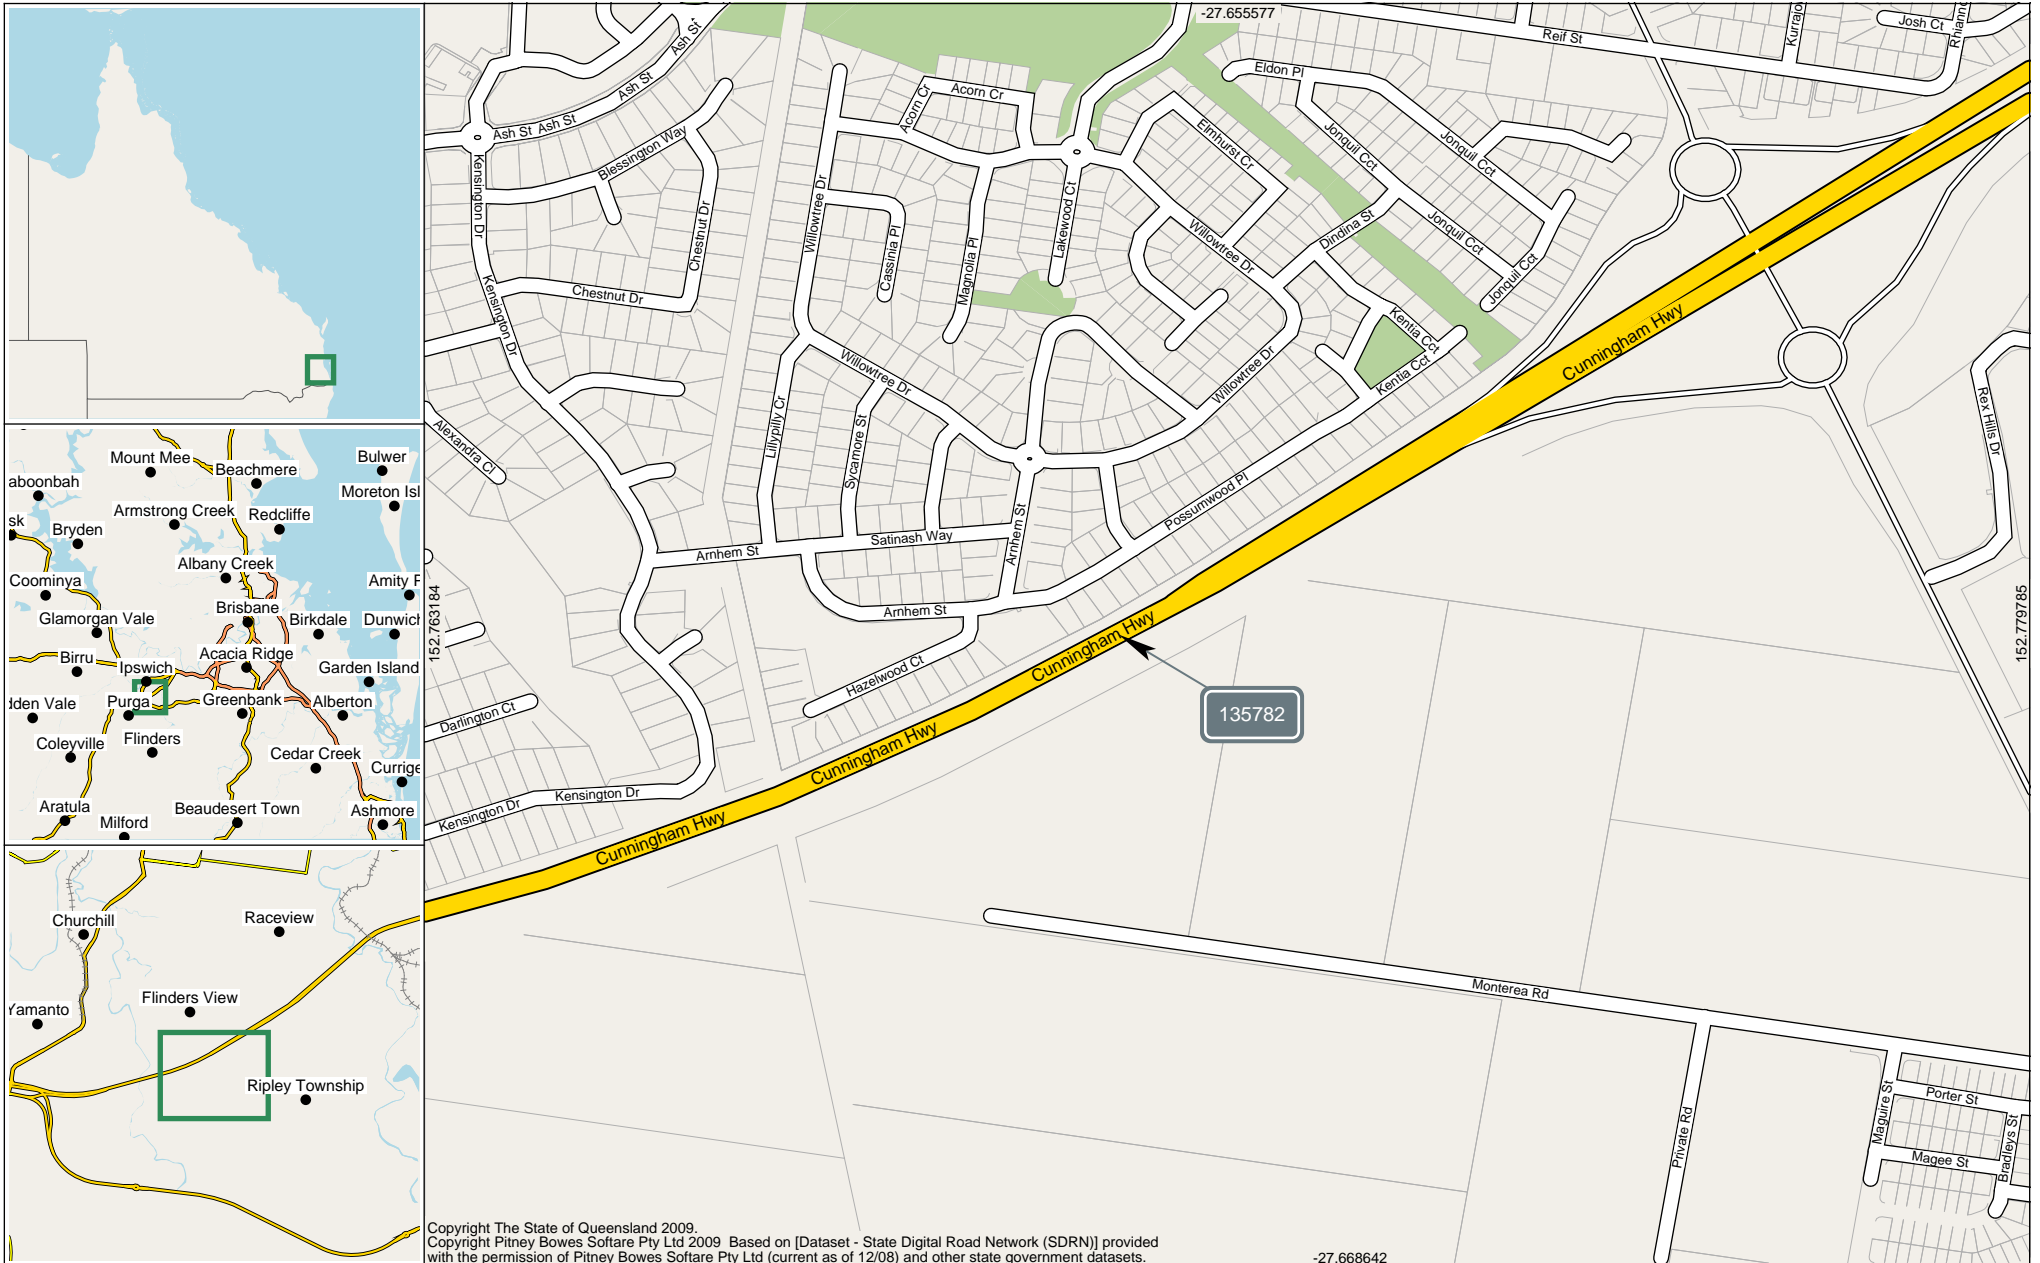 -27.655577
Reif St
Josh Ct
Ash St
Ash St
Ash St
Ash St
Eldon Pl
Acorn Cr
Acorn Cr
Blessington Way
Elmhurst Cr
Jonquil Cct
Jonquil Cct
Jonquil Cct
Jonquil Cct
Kensington Dr
Kensington Dr
Chestnut Dr
Chestnut Dr
Willowtree Dr
Cassinia Pl
Magnolia Pl
Lakewood Ct
Willowtree Dr
Dindina St
Kentia Cct
Kentia Cct
Cunningham Hwy
Willowtree Dr
Willowtree Dr
Lillypilly Cr
Sycamore St
Alexandra Cl
Rex Hills Dr
Possumwood Pl
Arnhem St
Satinash Way
Arnhem St
Arnhem St
152.763184
152.779785
Cunningham Hwy
Hazelwood Ct
135782
Darlington Ct
Cunningham Hwy
Kensington Dr
Kensington Dr
Cunningham Hwy
Monterea Rd
Private Rd
Maguire St
Porter St
Magee St
Bradleys St
Mount Mee
Beachmere
Bulwer
aboonbah
Moreton Isl
Armstrong Creek
Redcliffe
sk
Bryden
Albany Creek
Coominya
Amity
Brisbane
Glamorgan Vale
Birkdale
Dunwich
Birru
Ipswich
Acacia Ridge
Garden Island
Purga
dden Vale
Greenbank
Alberton
Coleyville
Flinders
Cedar Creek
Currige
Aratula
Milford
Beaudesert Town
Ashmore
Churchill
Raceview
Flinders View
Yamanto
Ripley Township
Copyright The State of Queensland 2009.
Copyright Pitney Bowes Softare Pty Ltd 2009 Based on [Dataset - State Digital Road Network (SDRN)] provided
with the permission of Pitney Bowes Softare Pty Ltd (current as of 12/08) and other state government datasets.
-27.668642